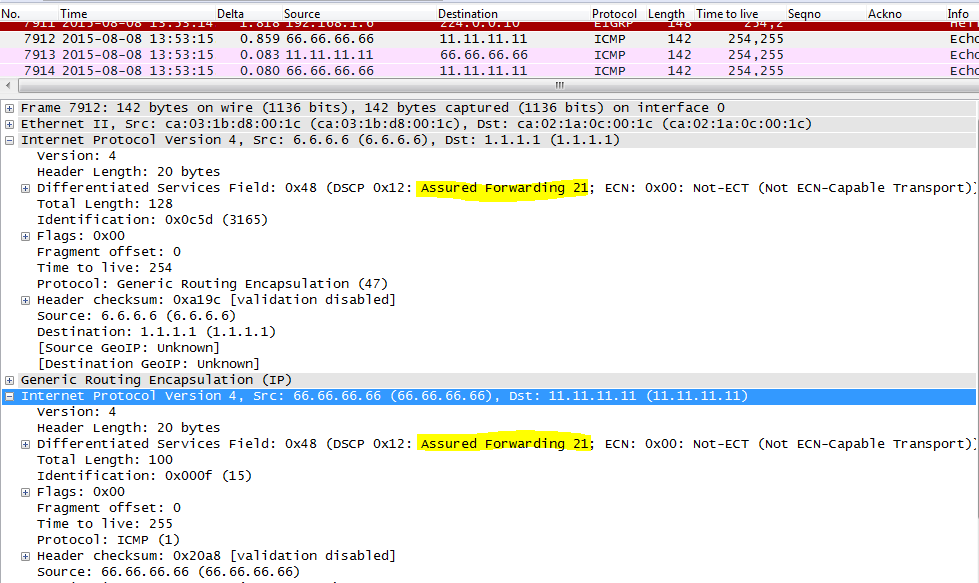 No. Time Delta Source Destination Protocol Length Time to live Seqno Ackno Info
7911 2015-08-08 13:53:14 1.818 192.168.1.6 224.0.0.10 EIGRP 148 254,2
7912 2015-08-08 13:53:15 0.859 66.66.66.66 11.11.11.11 ICMP 142 254,255 Echo
7913 2015-08-08 13:53:15 0.083 11.11.11.11 66.66.66.66 ICMP 142 254,255 Echo
7914 2015-08-08 13:53:15 0.080 66.66.66.66 11.11.11.11 ICMP 142 254,255 Echo
Frame 7912: 142 bytes on wire (1136 bits), 142 bytes captured (1136 bits) on interface 0
Ethernet II, Src: ca:03:1b:d8:00:1c (ca:03:1b:d8:00:1c), Dst: ca:02:1a:0c:00:1c (ca:02:1a:0c:00:1c)
Internet Protocol Version 4, Src: 6.6.6.6 (6.6.6.6), Dst: 1.1.1.1 (1.1.1.1)
Version: 4
Header Length: 20 bytes
Differentiated Services Field: 0x48 (DSCP 0x12: Assured Forwarding 21; ECN: 0x00: Not-ECT (Not ECN-Capable Transport))
Total Length: 128
Identification: 0x0c5d (3165)
Flags: 0x00
Fragment offset: 0
Time to live: 254
Protocol: Generic Routing Encapsulation (47)
Header checksum: 0xa19c [validation disabled]
Source: 6.6.6.6 (6.6.6.6)
Destination: 1.1.1.1 (1.1.1.1)
[Source GeoIP: Unknown]
[Destination GeoIP: Unknown]
Generic Routing Encapsulation (IP)
Internet Protocol Version 4, Src: 66.66.66.66 (66.66.66.66), Dst: 11.11.11.11 (11.11.11.11)
Version: 4
Header Length: 20 bytes
Differentiated Services Field: 0x48 (DSCP 0x12: Assured Forwarding 21; ECN: 0x00: Not-ECT (Not ECN-Capable Transport))
Total Length: 100
Identification: 0x000f (15)
Flags: 0x00
Fragment offset: 0
Time to live: 255
Protocol: ICMP (1)
Header checksum: 0x20a8 [validation disabled]
Source: 66.66.66.66 (66.66.66.66)